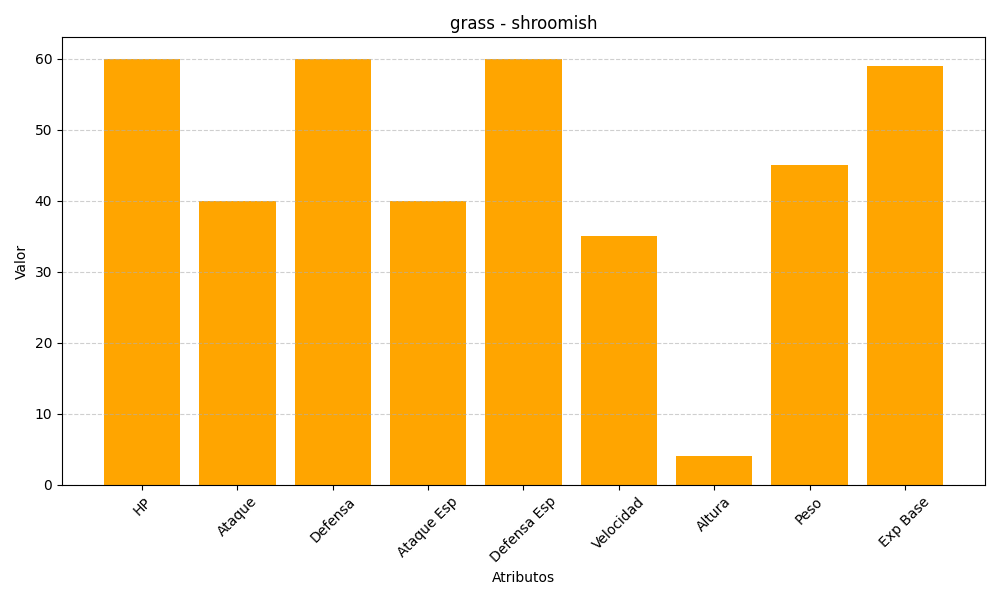 grass - shroomish
Valor
60
50
40
30
20
10
0
HP
Ataque
Defensa
Ataque Esp
Defensa Esp
Velocidad
Altura
Peso
Exp Base
Atributos